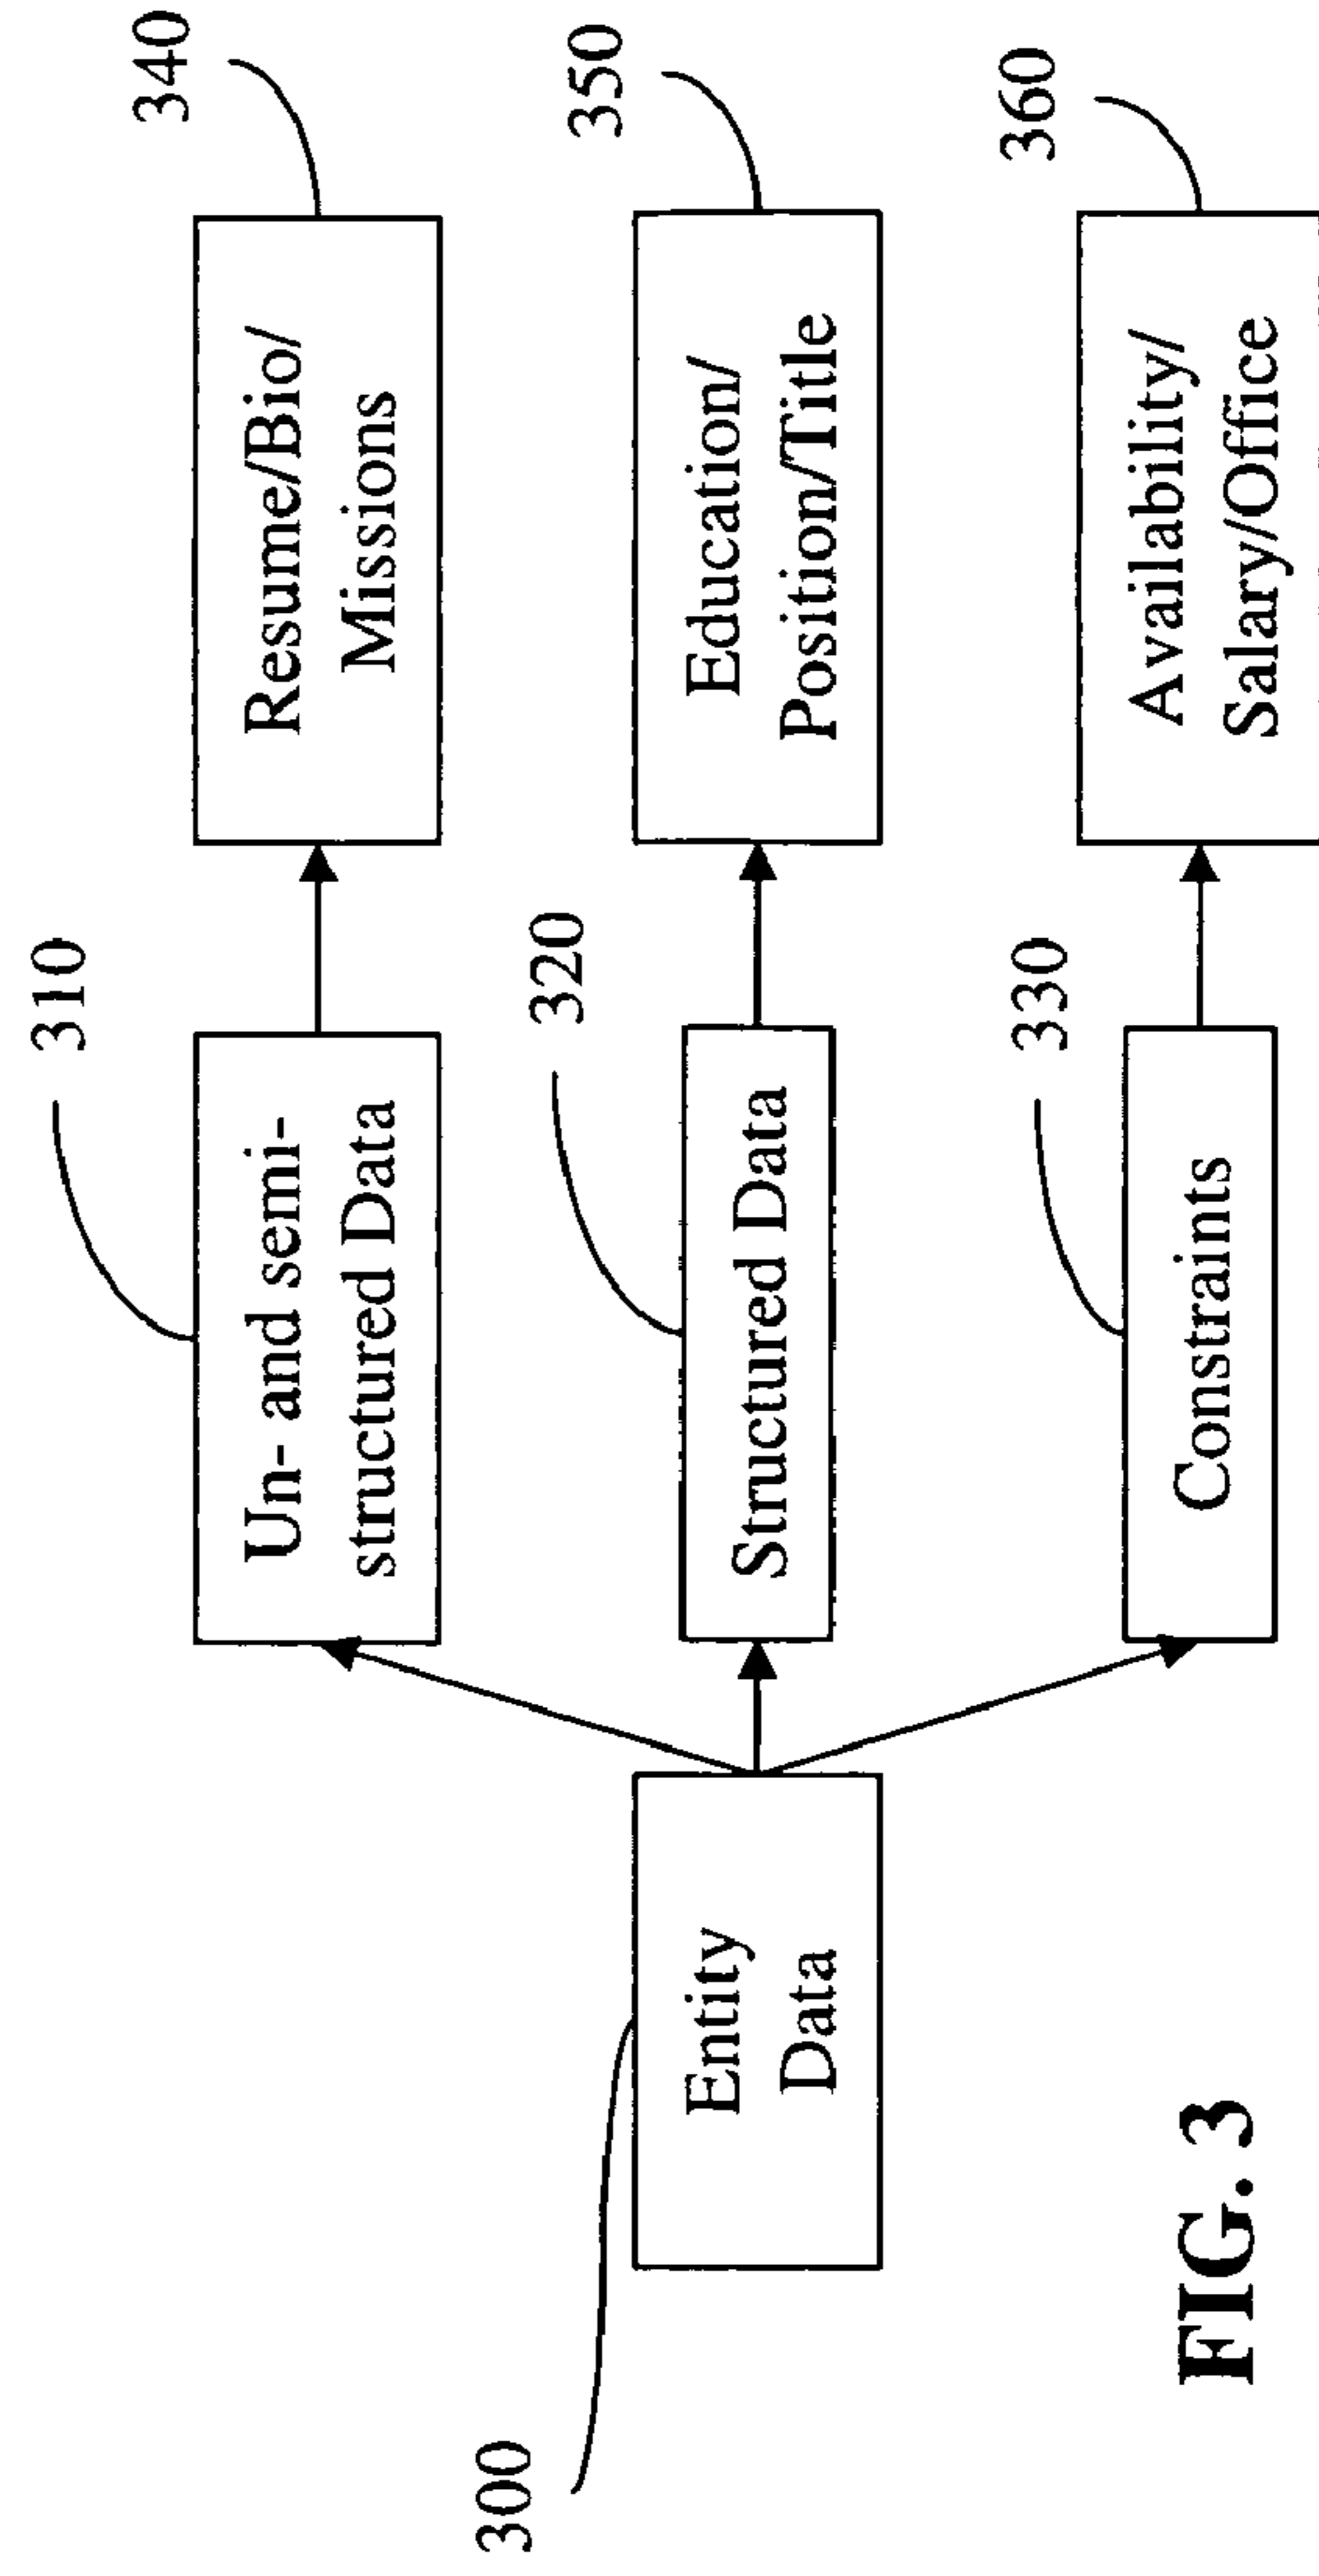 310
340
Un- and semi-
structured Data
Resume/Bio/
Missions
300
320
350
Entity
Data
Structured Data
Education/
Position/Title
330
360
Constraints
Availability/
Salary/Office
FIG. 3